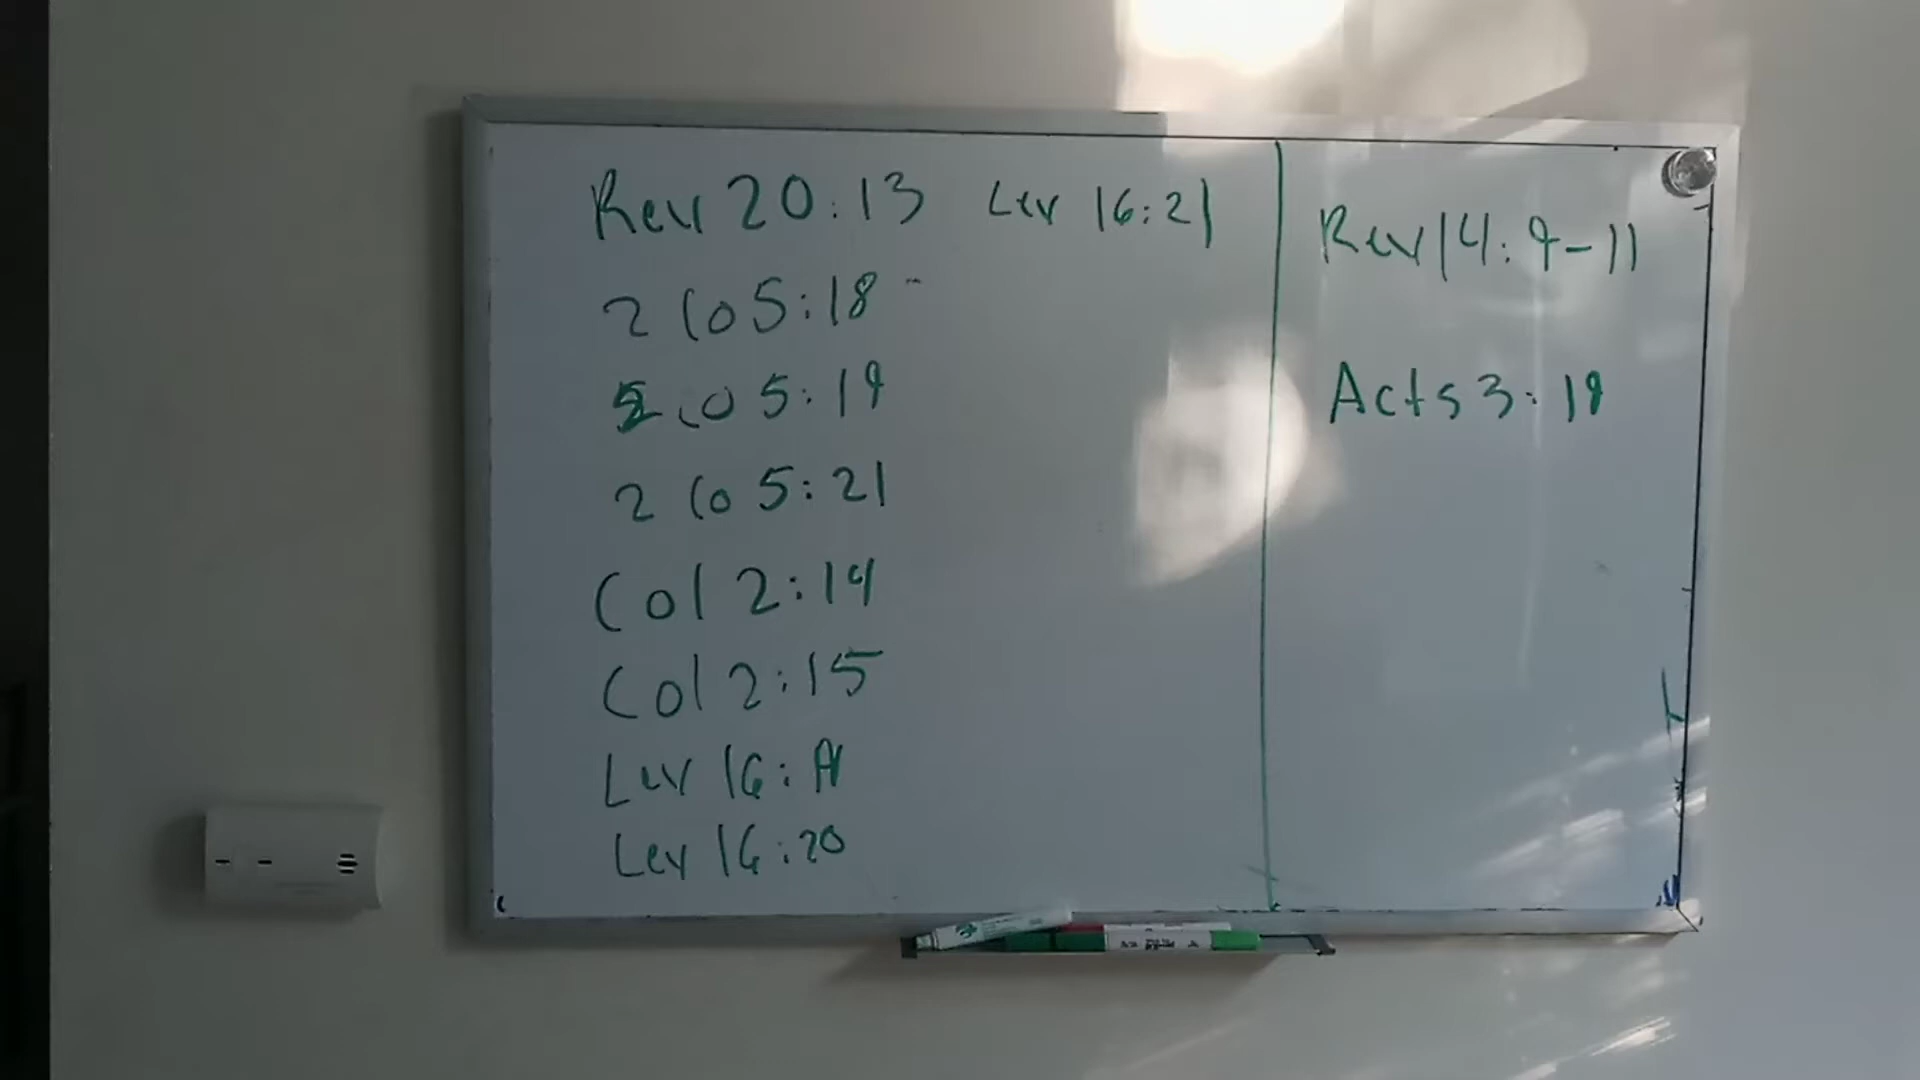 Rev 20:13 Lev 16:21
2 Co 5:18
2 Co 5:19
2 Co 5:21
Col 2:14
Col 2:15
Lev 16:
Lev 16:20
Rev 14:9-11
Acts 3:19